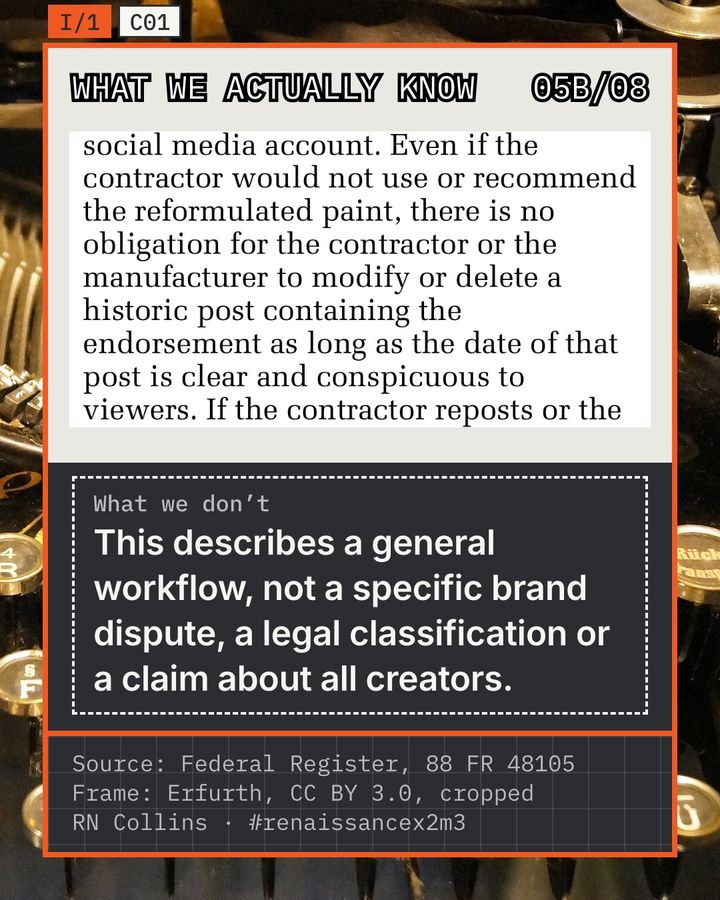 I/1 C01
WHAT WE ACTUALLY KNOW 05B/08
social media account. Even if the
contractor would not use or recommend
the reformulated paint, there is no
obligation for the contractor or the
manufacturer to modify or delete a
historic post containing the
endorsement as long as the date of that
post is clear and conspicuous to
viewers. If the contractor reposts or the
What we don’t
This describes a general
workflow, not a specific brand
dispute, a legal classification or
a claim about all creators.
Source: Federal Register, 88 FR 48105
Frame: Erfurth, CC BY 3.0, cropped
RN Collins · #renaissancex2m3
4
R
§
F
Rück
Ü